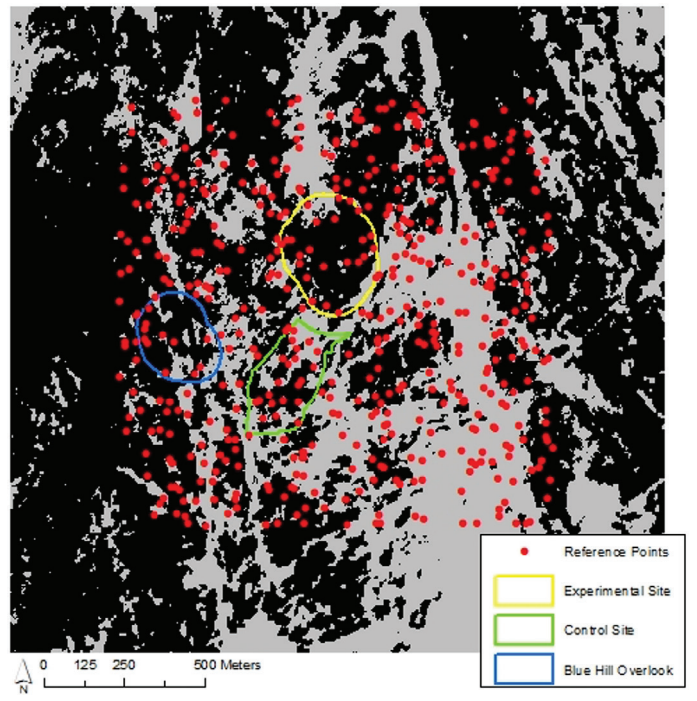 Reference Points
Experimental Site
Control Site
Blue Hill Overlook
0 125 250 500 Meters
N